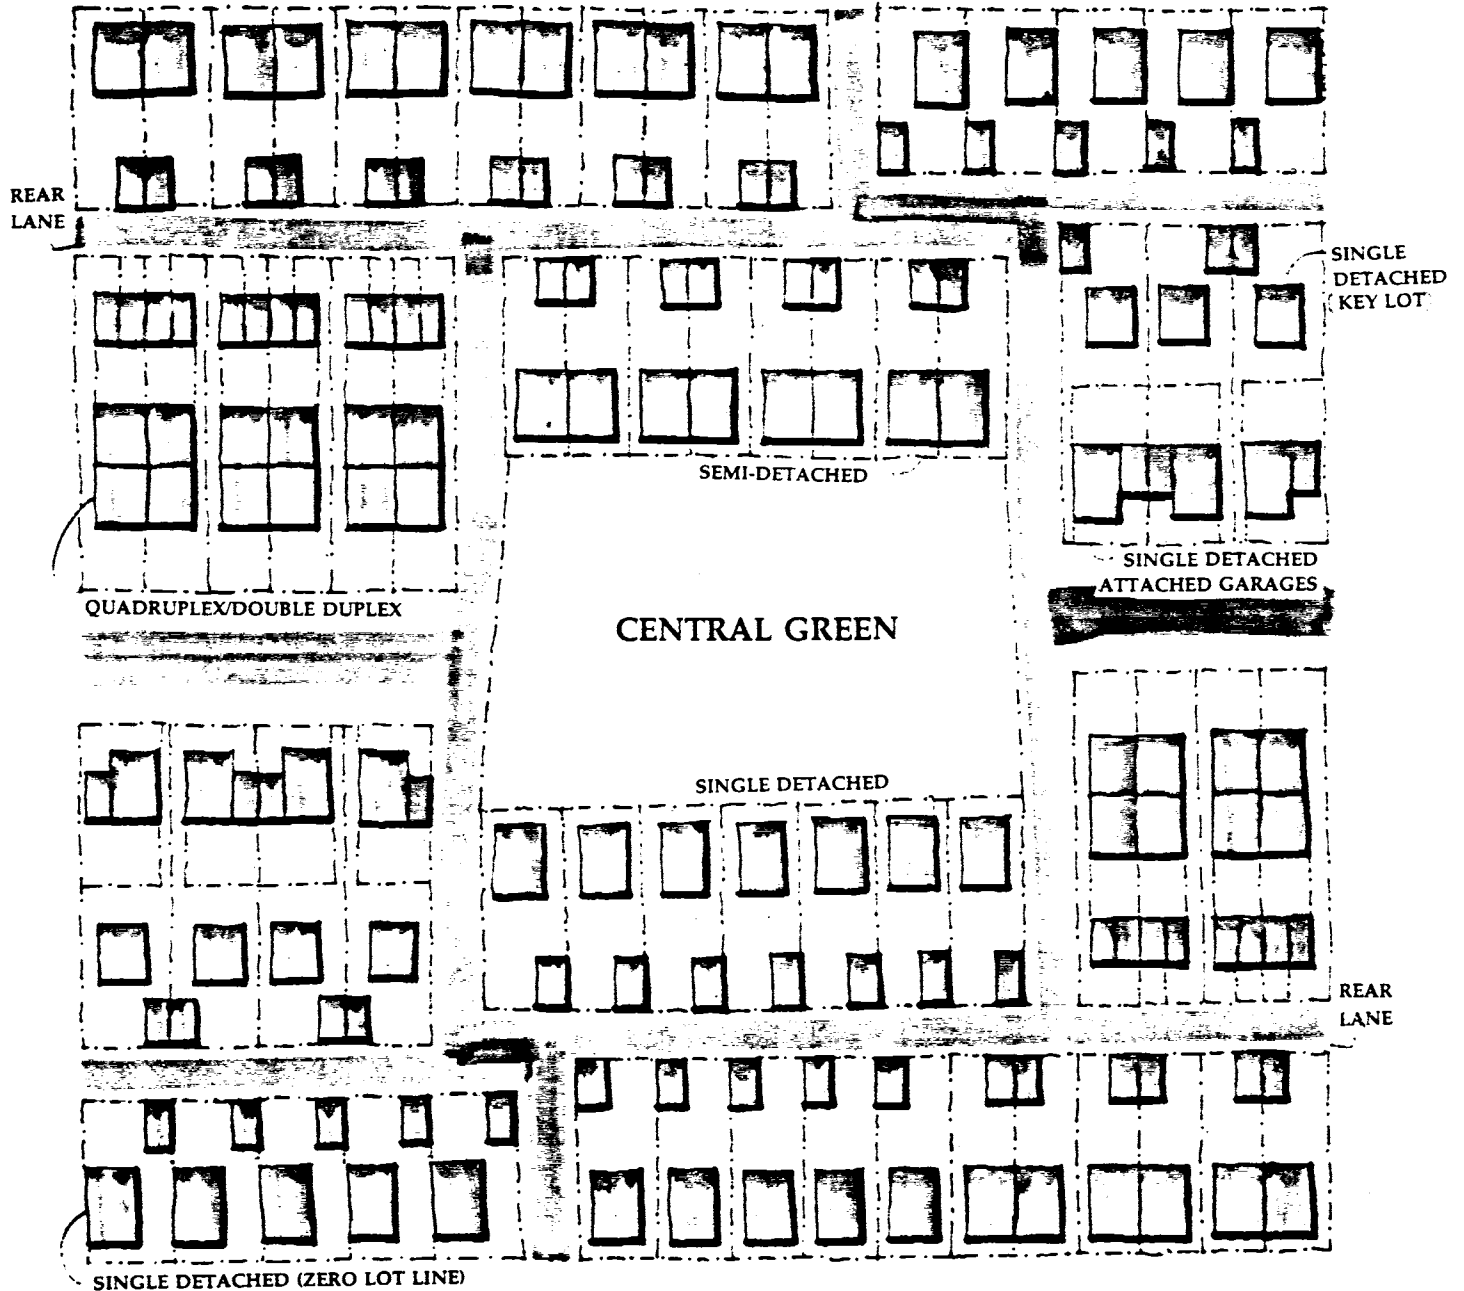 REAR
LANE
SINGLE
DETACHED
KEY LOT
SEMI-DETACHED
SINGLE DETACHED
ATTACHED GARAGES
QUADRUPLEX/DOUBLE DUPLEX
CENTRAL GREEN
SINGLE DETACHED
REAR
LANE
SINGLE DETACHED (ZERO LOT LINE)